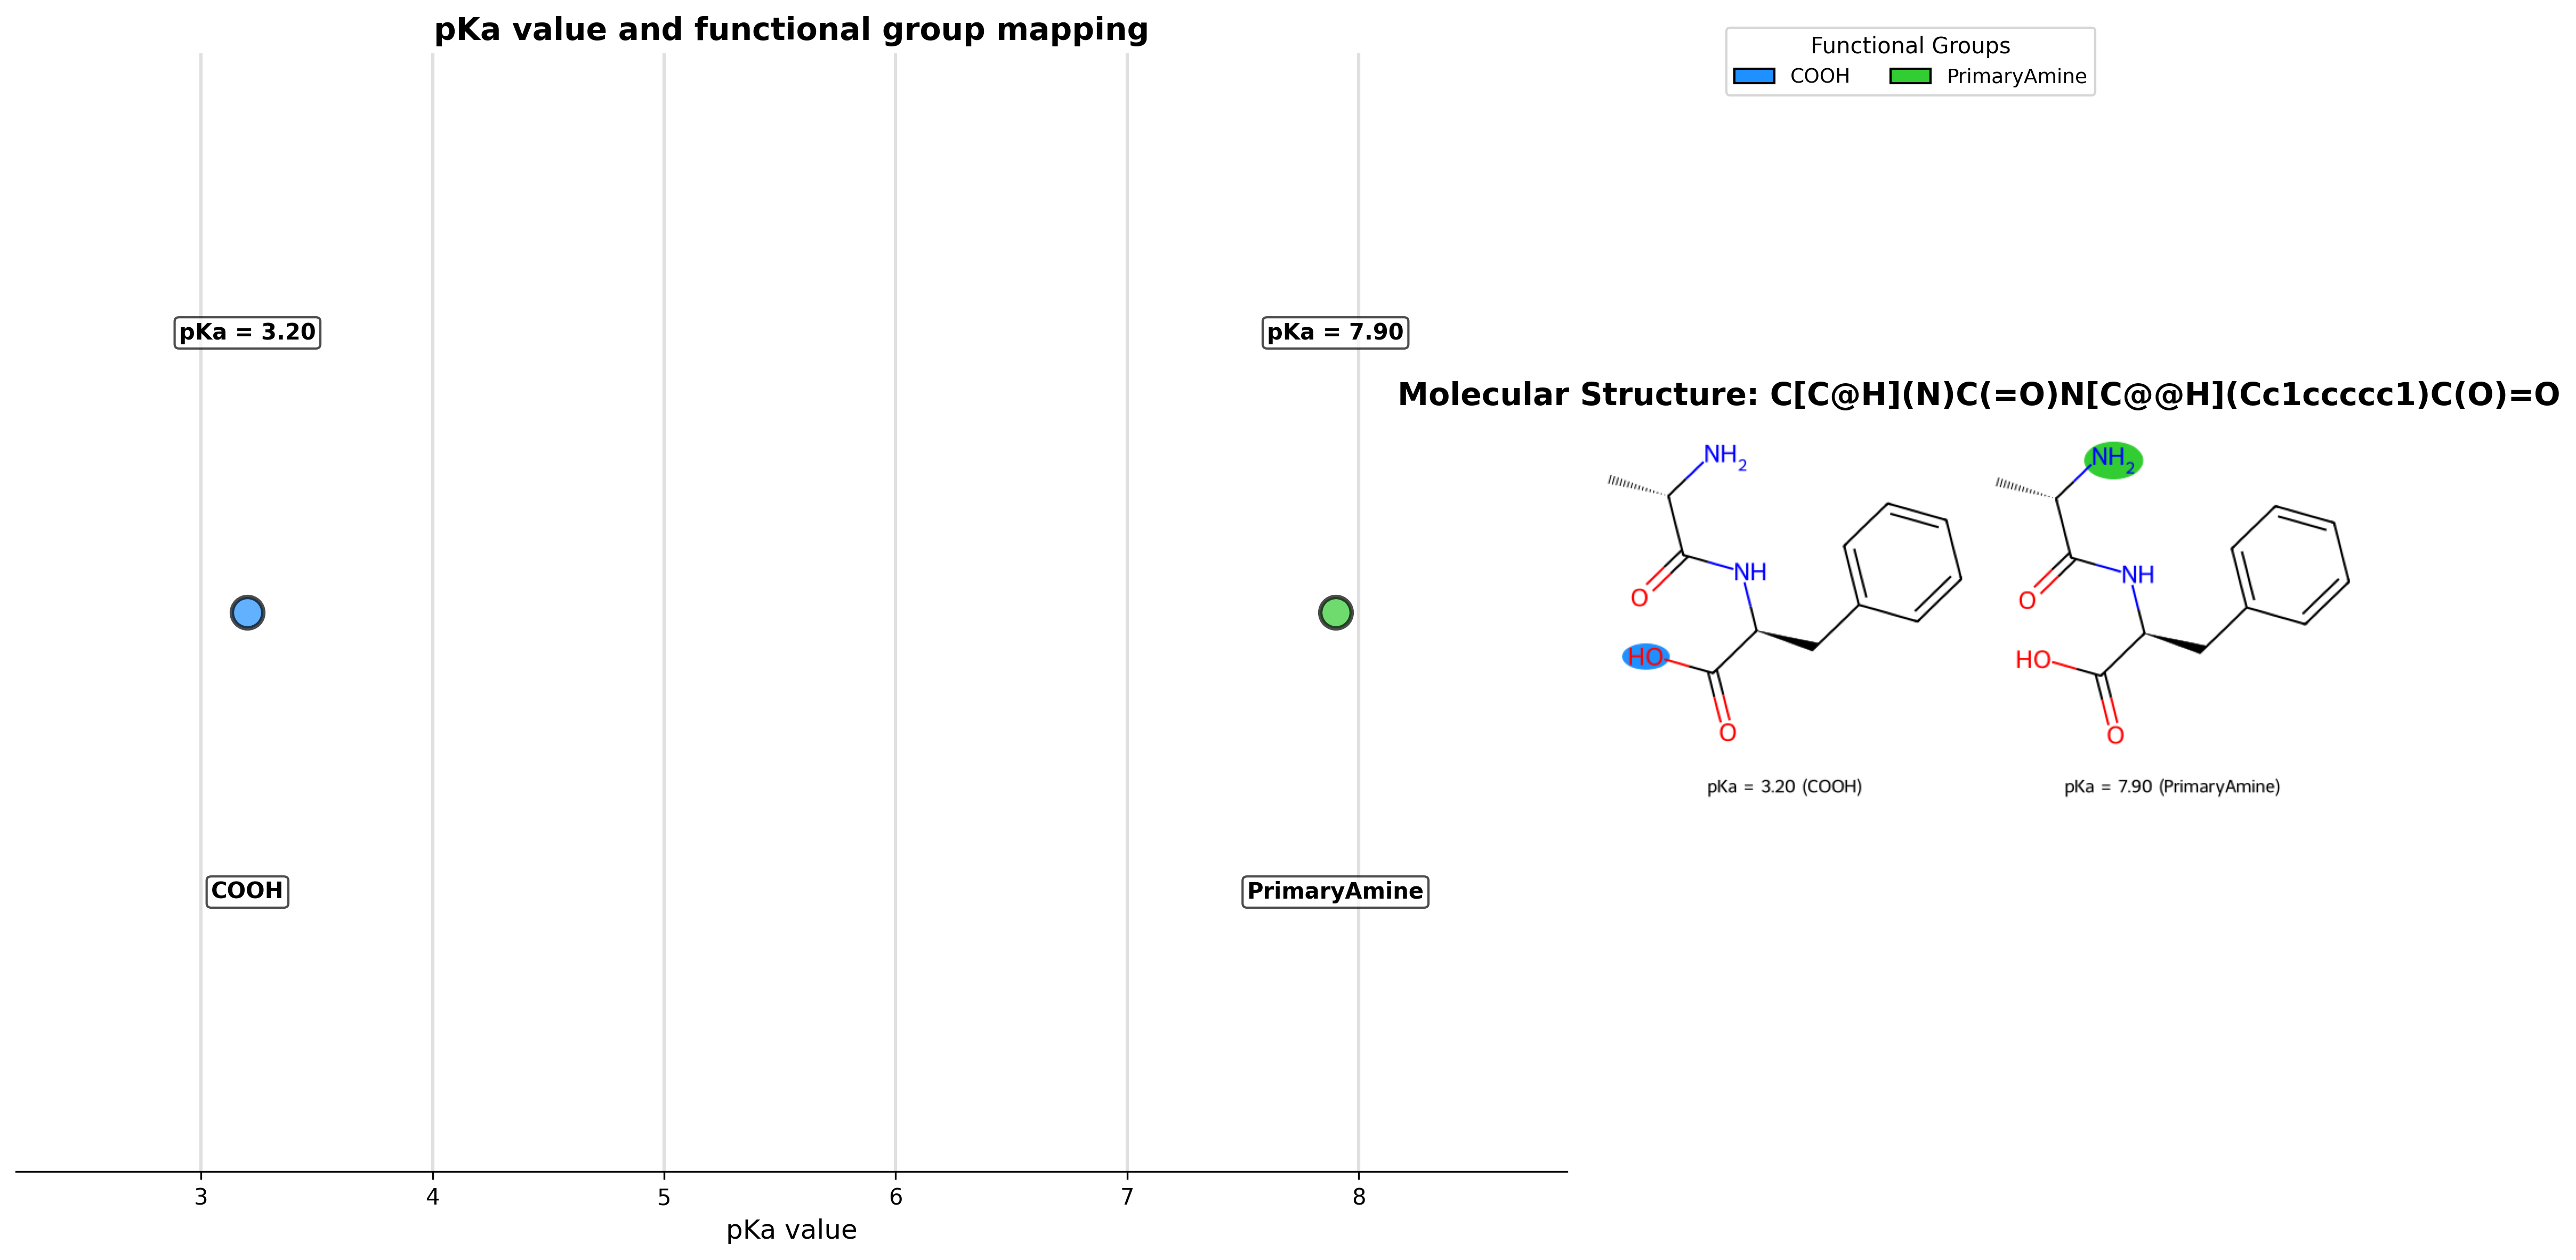 pKa value and functional group mapping
Functional Groups
COOH PrimaryAmine
pKa = 3.20
pKa = 7.90
COOH
PrimaryAmine
3 4 5 6 7 8
pKa value
Molecular Structure: C[C@H](N)C(=O)N[C@@H](Cc1ccccc1)C(O)=O
NH2
NH
O
HO
O
pKa = 3.20 (COOH)
NH2
NH
O
HO
O
pKa = 7.90 (PrimaryAmine)